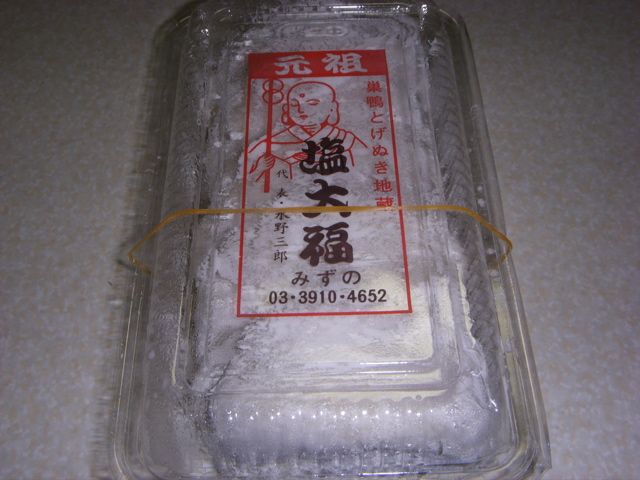 元祖
巣鴨とげぬき地蔵
塩大福
代表・水野三郎
みずの
03・3910・4652